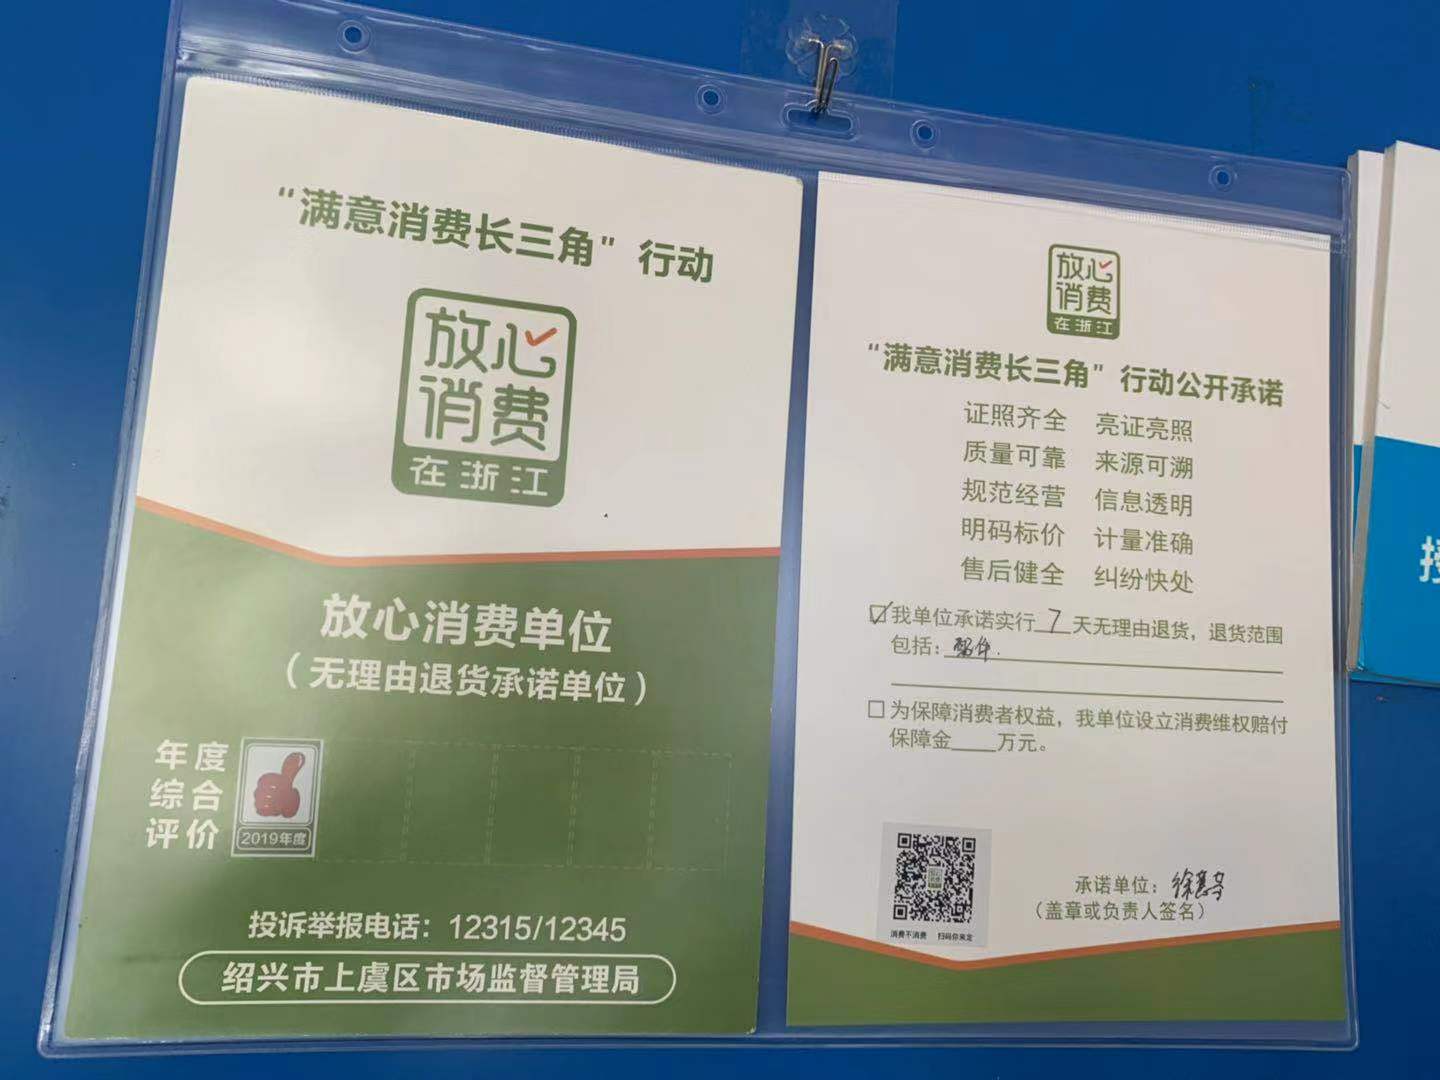 “满意消费长三角”行动
放心
消费
在浙江
放心消费单位
（无理由退货承诺单位）
年度
综合
评价
2019年度
投诉举报电话：12315/12345
绍兴市上虞区市场监督管理局
放心
消费
在浙江
“满意消费长三角”行动公开承诺
证照齐全 亮证亮照
质量可靠 来源可溯
规范经营 信息透明
明码标价 计量准确
售后健全 纠纷快处
☑我单位承诺实行7天无理由退货，退货范围
包括：配件.
□为保障消费者权益，我单位设立消费维权赔付
保障金____万元。
消费不消费 扫码你来定
承诺单位：
（盖章或负责人签名）
授